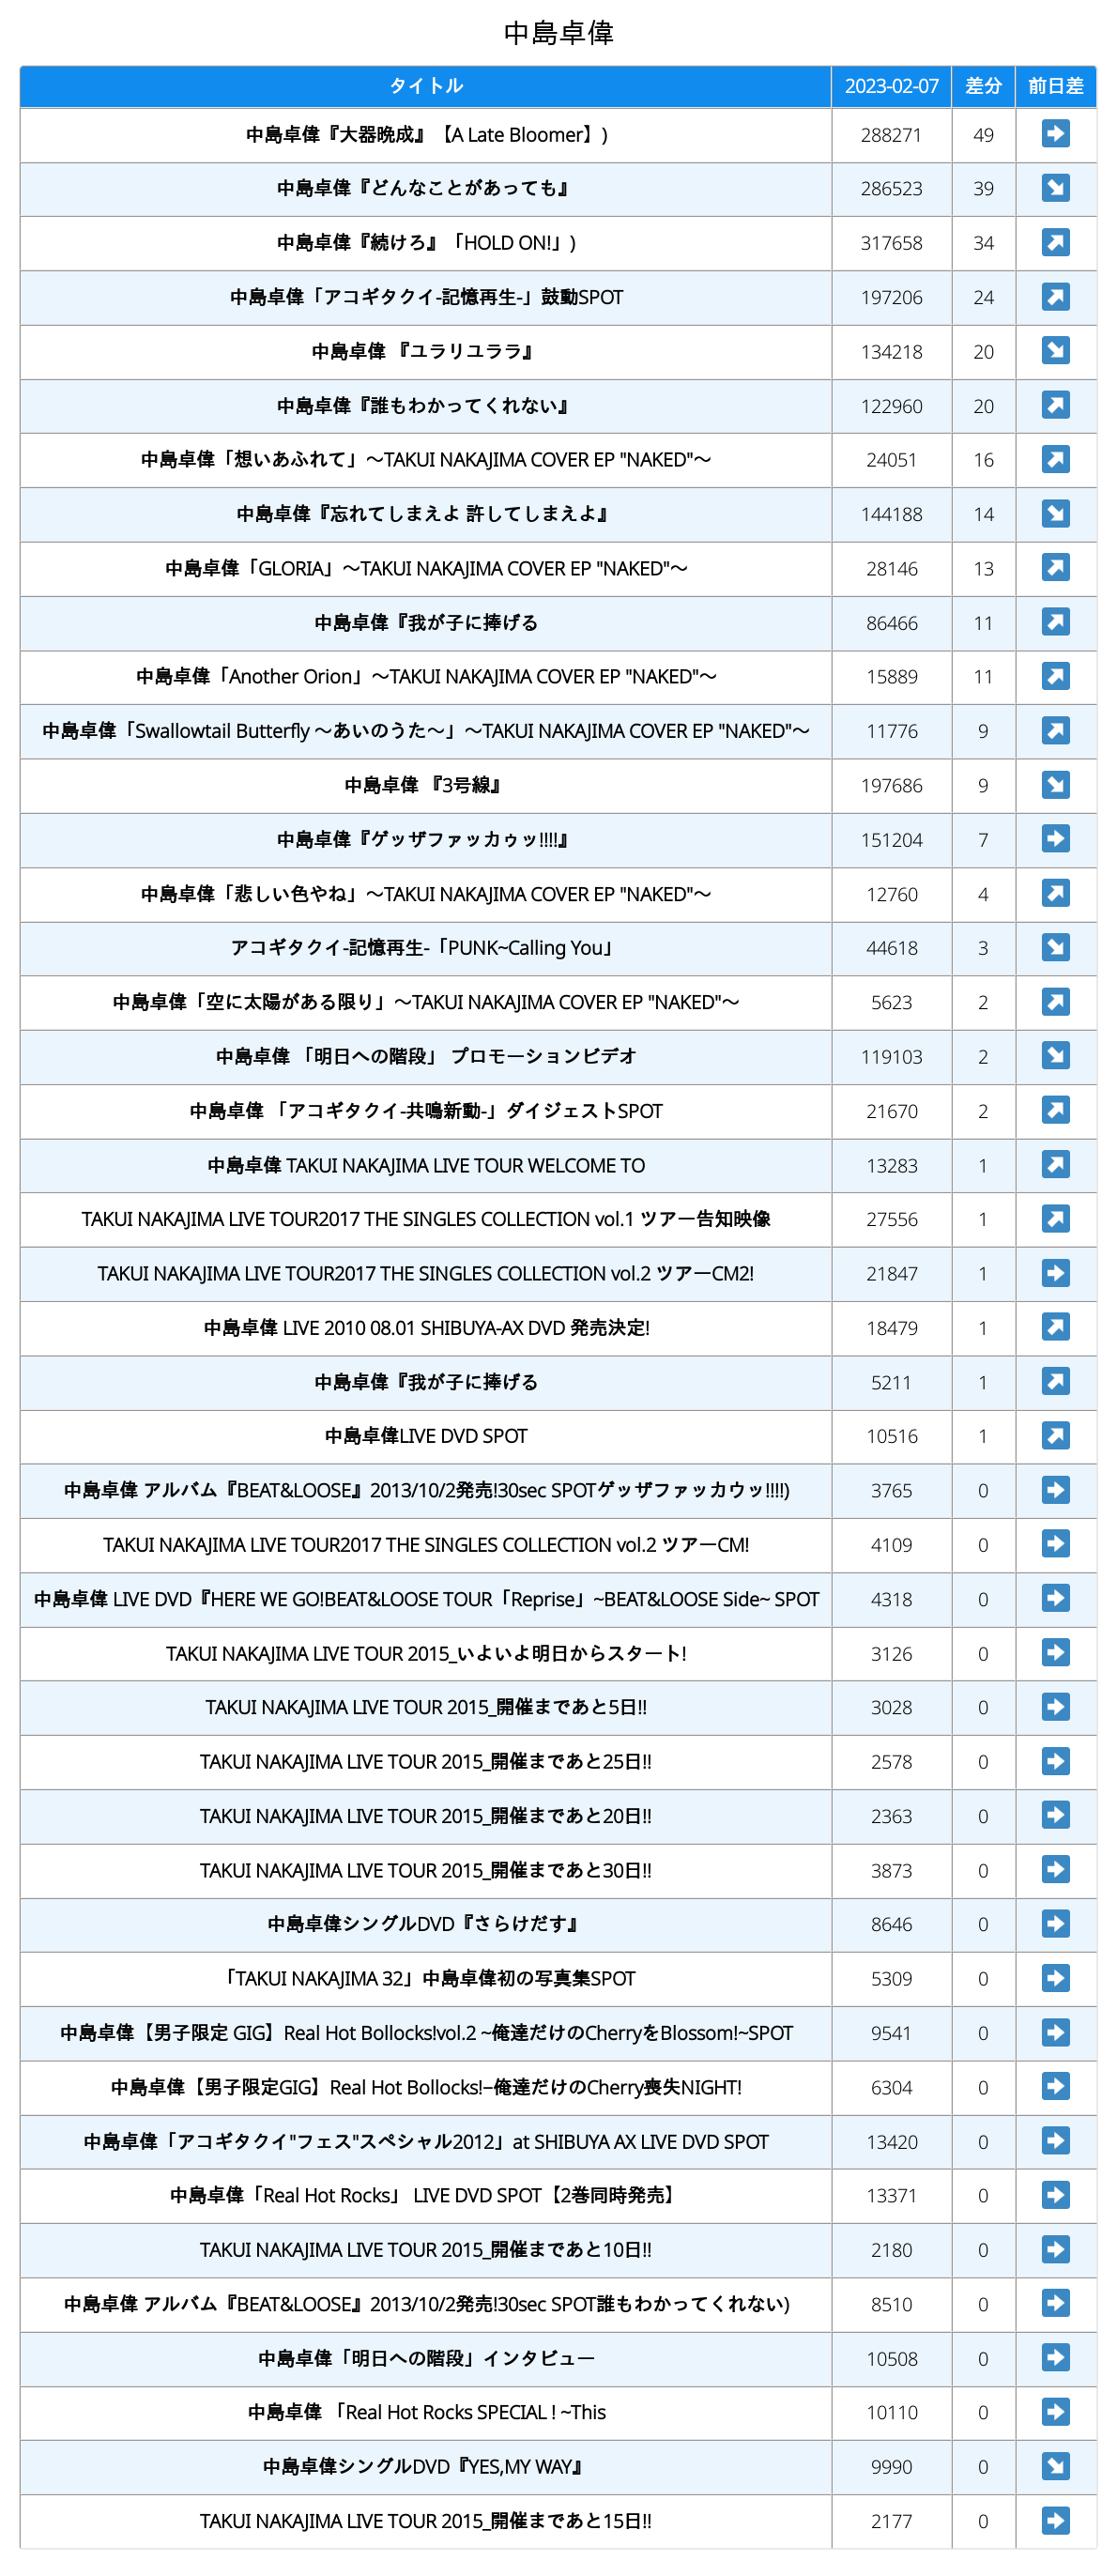 中島卓偉
タイトル 2023-02-07 差分 前日差
中島卓偉『大器晩成』【A Late Bloomer】) 288271 49 ➡
中島卓偉『どんなことがあっても』 286523 39 ↘
中島卓偉『続けろ』「HOLD ON!」) 317658 34 ↗
中島卓偉「アコギタクイ-記憶再生-」鼓動SPOT 197206 24 ↗
中島卓偉 『ユラリユララ』 134218 20 ↘
中島卓偉『誰もわかってくれない』 122960 20 ↗
中島卓偉「想いあふれて」～TAKUI NAKAJIMA COVER EP "NAKED"～ 24051 16 ↗
中島卓偉『忘れてしまえよ 許してしまえよ』 144188 14 ↘
中島卓偉「GLORIA」～TAKUI NAKAJIMA COVER EP "NAKED"～ 28146 13 ↗
中島卓偉『我が子に捧げる 86466 11 ↗
中島卓偉「Another Orion」～TAKUI NAKAJIMA COVER EP "NAKED"～ 15889 11 ↗
中島卓偉「Swallowtail Butterfly ～あいのうた～」～TAKUI NAKAJIMA COVER EP "NAKED"～ 11776 9 ↗
中島卓偉 『3号線』 197686 9 ↘
中島卓偉『ゲッザファッカゥッ!!!!』 151204 7 ➡
中島卓偉「悲しい色やね」～TAKUI NAKAJIMA COVER EP "NAKED"～ 12760 4 ↗
アコギタクイ-記憶再生-「PUNK~Calling You」 44618 3 ↘
中島卓偉「空に太陽がある限り」～TAKUI NAKAJIMA COVER EP "NAKED"～ 5623 2 ↗
中島卓偉 「明日への階段」 プロモーションビデオ 119103 2 ↘
中島卓偉 「アコギタクイ-共鳴新動-」ダイジェストSPOT 21670 2 ↗
中島卓偉 TAKUI NAKAJIMA LIVE TOUR WELCOME TO 13283 1 ↗
TAKUI NAKAJIMA LIVE TOUR2017 THE SINGLES COLLECTION vol.1 ツアー告知映像 27556 1 ↗
TAKUI NAKAJIMA LIVE TOUR2017 THE SINGLES COLLECTION vol.2 ツアーCM2! 21847 1 ➡
中島卓偉 LIVE 2010 08.01 SHIBUYA-AX DVD 発売決定! 18479 1 ↗
中島卓偉『我が子に捧げる 5211 1 ↗
中島卓偉LIVE DVD SPOT 10516 1 ↗
中島卓偉 アルバム『BEAT&LOOSE』2013/10/2発売!30sec SPOTゲッザファッカウッ!!!!) 3765 0 ➡
TAKUI NAKAJIMA LIVE TOUR2017 THE SINGLES COLLECTION vol.2 ツアーCM! 4109 0 ➡
中島卓偉 LIVE DVD『HERE WE GO!BEAT&LOOSE TOUR「Reprise」~BEAT&LOOSE Side~ SPOT 4318 0 ➡
TAKUI NAKAJIMA LIVE TOUR 2015_いよいよ明日からスタート! 3126 0 ➡
TAKUI NAKAJIMA LIVE TOUR 2015_開催まであと5日!! 3028 0 ➡
TAKUI NAKAJIMA LIVE TOUR 2015_開催まであと25日!! 2578 0 ➡
TAKUI NAKAJIMA LIVE TOUR 2015_開催まであと20日!! 2363 0 ➡
TAKUI NAKAJIMA LIVE TOUR 2015_開催まであと30日!! 3873 0 ➡
中島卓偉シングルDVD『さらけだす』 8646 0 ➡
「TAKUI NAKAJIMA 32」中島卓偉初の写真集SPOT 5309 0 ➡
中島卓偉【男子限定 GIG】Real Hot Bollocks!vol.2 ~俺達だけのCherryをBlossom!~SPOT 9541 0 ➡
中島卓偉【男子限定GIG】Real Hot Bollocks!–俺達だけのCherry喪失NIGHT! 6304 0 ➡
中島卓偉「アコギタクイ"フェス"スペシャル2012」at SHIBUYA AX LIVE DVD SPOT 13420 0 ➡
中島卓偉「Real Hot Rocks」 LIVE DVD SPOT【2巻同時発売】 13371 0 ➡
TAKUI NAKAJIMA LIVE TOUR 2015_開催まであと10日!! 2180 0 ➡
中島卓偉 アルバム『BEAT&LOOSE』2013/10/2発売!30sec SPOT誰もわかってくれない) 8510 0 ➡
中島卓偉「明日への階段」インタビュー 10508 0 ➡
中島卓偉 「Real Hot Rocks SPECIAL ! ~This 10110 0 ➡
中島卓偉シングルDVD『YES,MY WAY』 9990 0 ↘
TAKUI NAKAJIMA LIVE TOUR 2015_開催まであと15日!! 2177 0 ➡